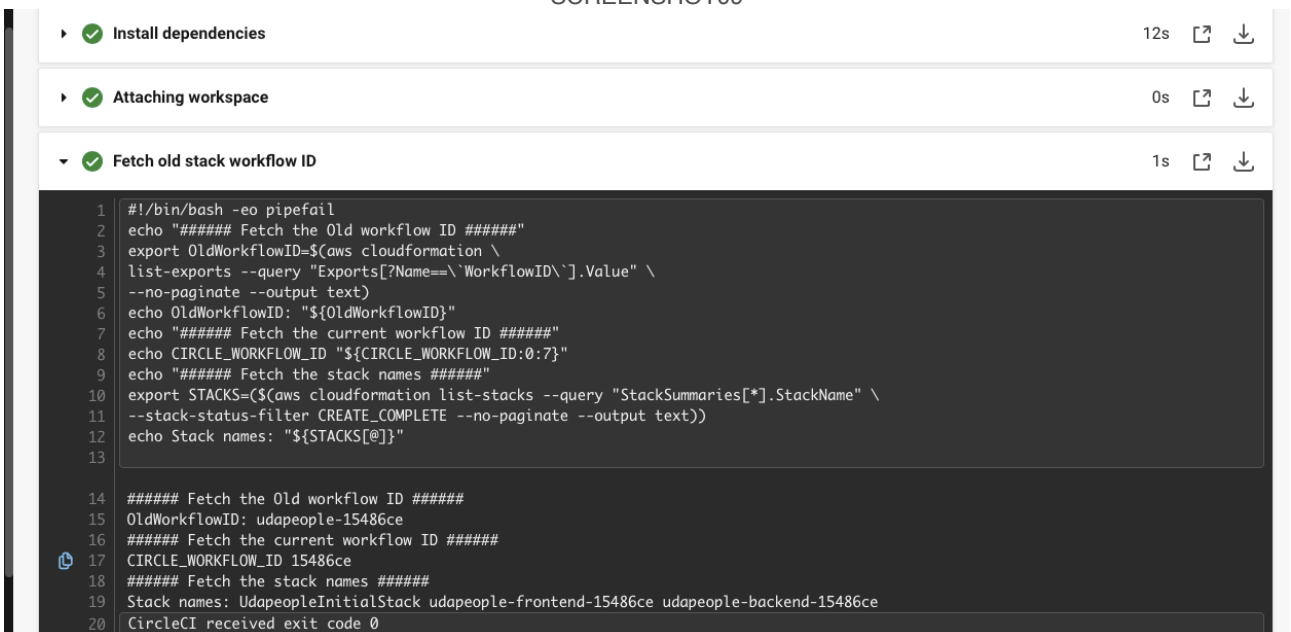 Install dependencies 12s
Attaching workspace 0s
Fetch old stack workflow ID 1s
1 #!/bin/bash -eo pipefail
2 echo "###### Fetch the Old workflow ID ######"
3 export OldWorkflowID=$(aws cloudformation \
4 list-exports --query "Exports[?Name==\`WorkflowID\`].Value" \
5 --no-paginate --output text)
6 echo OldWorkflowID: "${OldWorkflowID}"
7 echo "###### Fetch the current workflow ID ######"
8 echo CIRCLE_WORKFLOW_ID "${CIRCLE_WORKFLOW_ID:0:7}"
9 echo "###### Fetch the stack names ######"
10 export STACKS=($(aws cloudformation list-stacks --query "StackSummaries[*].StackName" \
11 --stack-status-filter CREATE_COMPLETE --no-paginate --output text))
12 echo Stack names: "${STACKS[@]}"
13
14 ###### Fetch the Old workflow ID ######
15 OldWorkflowID: udapeople-15486ce
16 ###### Fetch the current workflow ID ######
17 CIRCLE_WORKFLOW_ID 15486ce
18 ###### Fetch the stack names ######
19 Stack names: UdapeopleInitialStack udapeople-frontend-15486ce udapeople-backend-15486ce
20 CircleCI received exit code 0